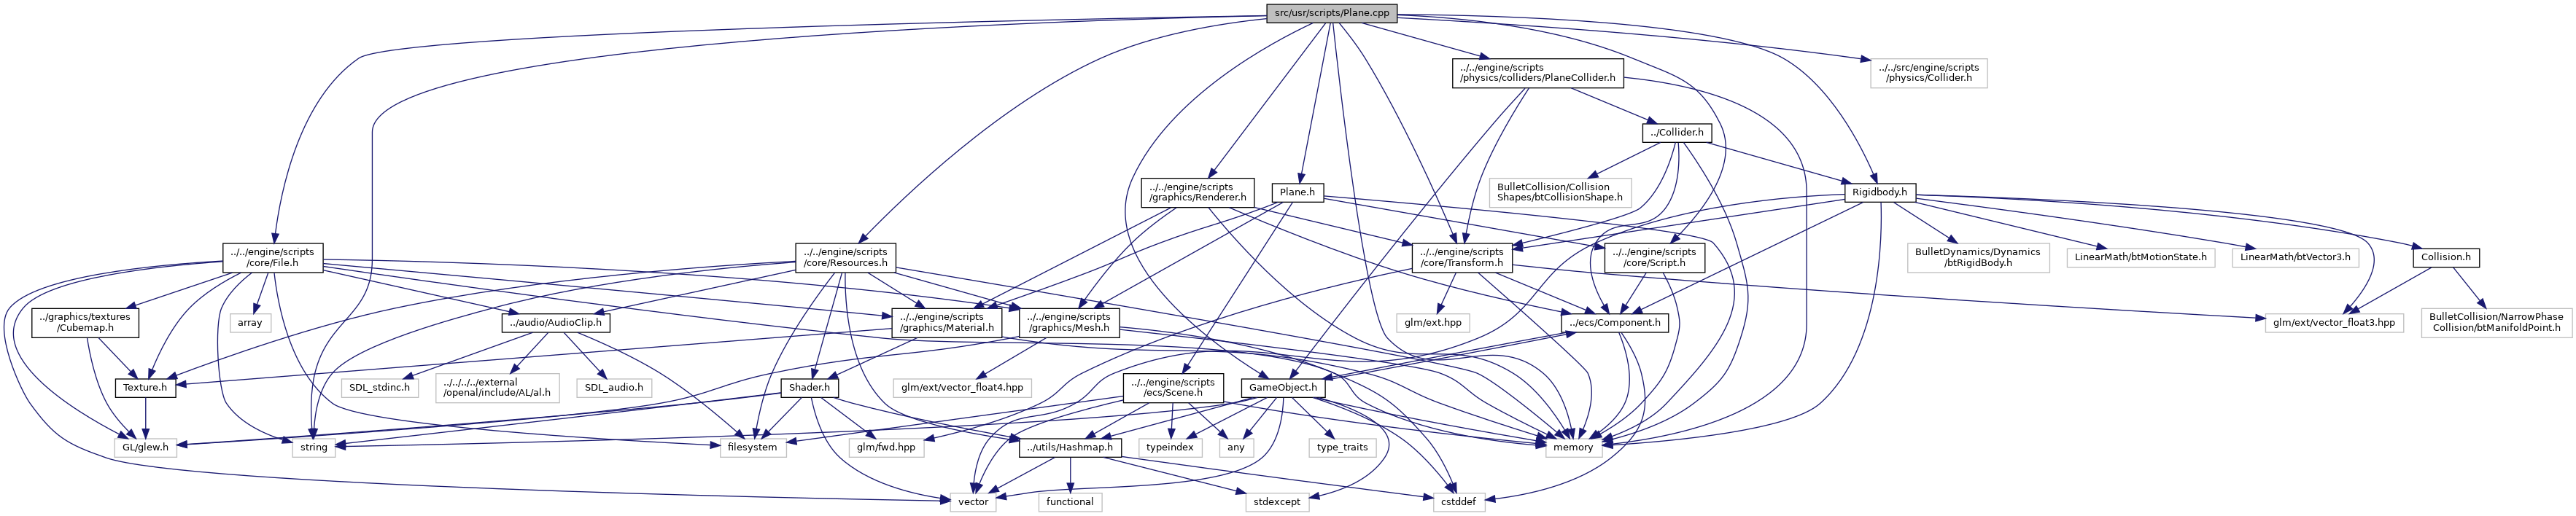 src/usr/scripts/Plane.cpp
../../engine/scripts
/physics/colliders/PlaneCollider.h
../../src/engine/scripts
/physics/Collider.h
../Collider.h
../../engine/scripts
/graphics/Renderer.h
Plane.h
BulletCollision/Collision
Shapes/btCollisionShape.h
Rigidbody.h
../../engine/scripts
/core/File.h
../../engine/scripts
/core/Resources.h
../../engine/scripts
/core/Transform.h
../../engine/scripts
/core/Script.h
BulletDynamics/Dynamics
/btRigidBody.h
LinearMath/btMotionState.h
LinearMath/btVector3.h
Collision.h
../graphics/textures
/Cubemap.h
array
../audio/AudioClip.h
../../engine/scripts
/graphics/Material.h
../../engine/scripts
/graphics/Mesh.h
glm/ext.hpp
../ecs/Component.h
glm/ext/vector_float3.hpp
BulletCollision/NarrowPhase
Collision/btManifoldPoint.h
Texture.h
SDL_stdinc.h
../../../../external
/openal/include/AL/al.h
SDL_audio.h
Shader.h
glm/ext/vector_float4.hpp
../../engine/scripts
/ecs/Scene.h
GameObject.h
GL/glew.h
string
filesystem
glm/fwd.hpp
../utils/Hashmap.h
typeindex
any
type_traits
memory
vector
functional
stdexcept
cstddef